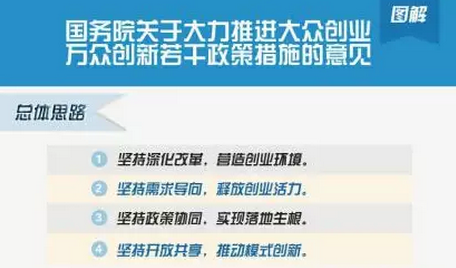 图解
国务院关于大力推进大众创业
万众创新若干政策措施的意见
总体思路
1 坚持深化改革，营造创业环境。
2 坚持需求导向，释放创业活力。
3 坚持政策协同，实现落地生根。
4 坚持开放共享，推动模式创新。